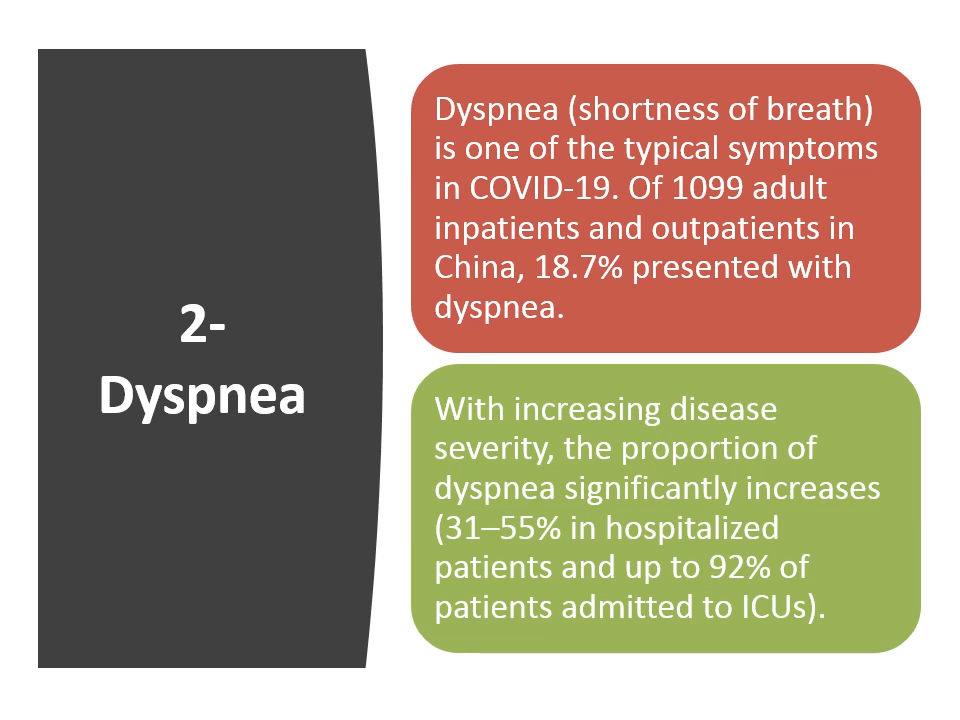 2-
Dyspnea
Dyspnea (shortness of breath)
is one of the typical symptoms
in COVID-19. Of 1099 adult
inpatients and outpatients in
China, 18.7% presented with
dyspnea.
With increasing disease
severity, the proportion of
dyspnea significantly increases
(31–55% in hospitalized
patients and up to 92% of
patients admitted to ICUs).